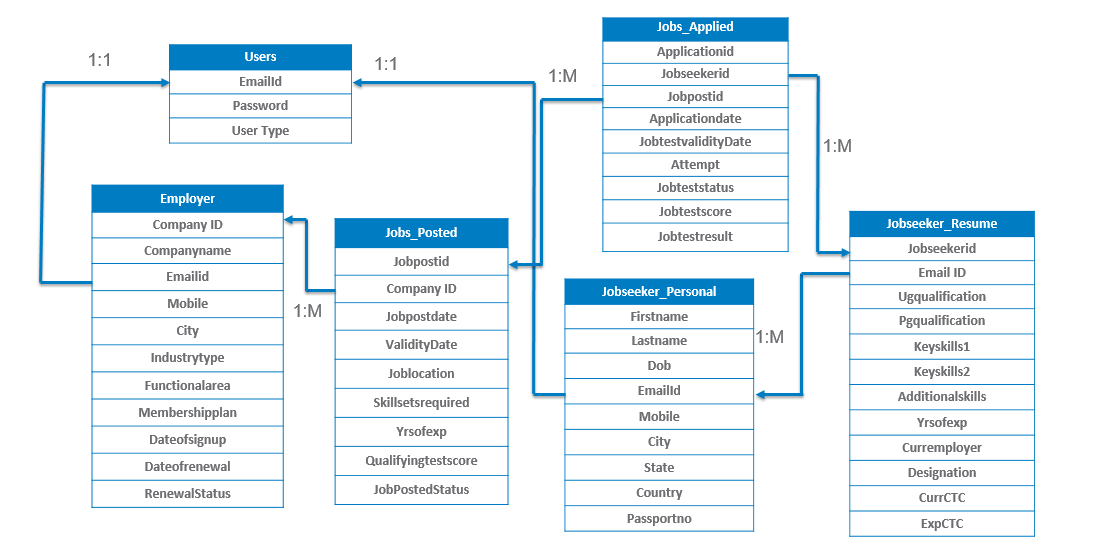 1:1
Users
EmailId
Password
User Type
1:1
1:M
Jobs_Applied
Applicationid
Jobseekerid
Jobpostid
Applicationdate
JobtestvalidityDate
Attempt
Jobteststatus
Jobtestscore
Jobtestresult
1:M
Employer
Company ID
Companyname
Emailid
Mobile
City
Industrytype
Functionalarea
Membershipplan
Dateofsignup
Dateofrenewal
RenewalStatus
1:M
Jobs_Posted
Jobpostid
Company ID
Jobpostdate
ValidityDate
Joblocation
Skillsetsrequired
Yrsofexp
Qualifyingtestscore
JobPostedStatus
Jobseeker_Personal
Firstname
Lastname
Dob
EmailId
Mobile
City
State
Country
Passportno
1:M
Jobseeker_Resume
Jobseekerid
Email ID
Ugqualification
Pgqualification
Keyskills1
Keyskills2
Additionalskills
Yrsofexp
Curremployer
Designation
CurrCTC
ExpCTC